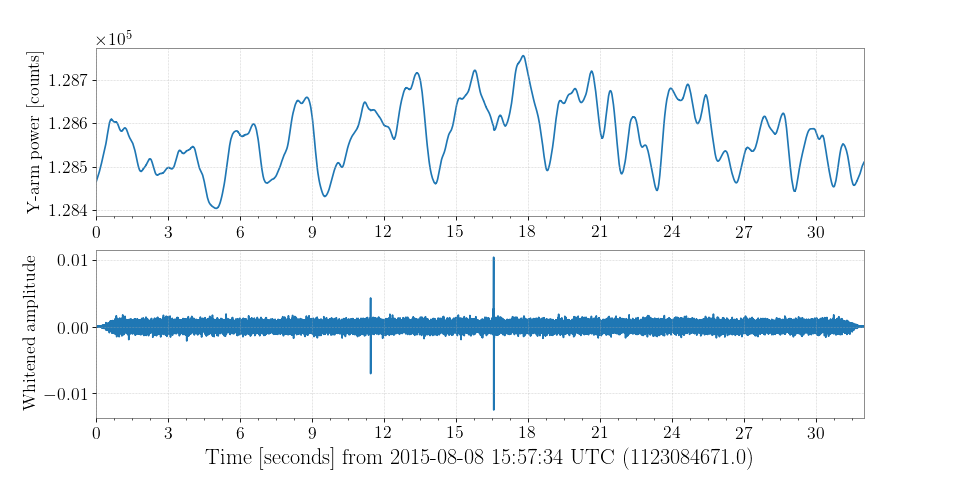 ×10⁵
Y-arm power [counts]
1.287
1.286
1.285
1.284
0 3 6 9 12 15 18 21 24 27 30
Whitened amplitude
0.01
0.00
−0.01
0 3 6 9 12 15 18 21 24 27 30
Time [seconds] from 2015-08-08 15:57:34 UTC (1123084671.0)